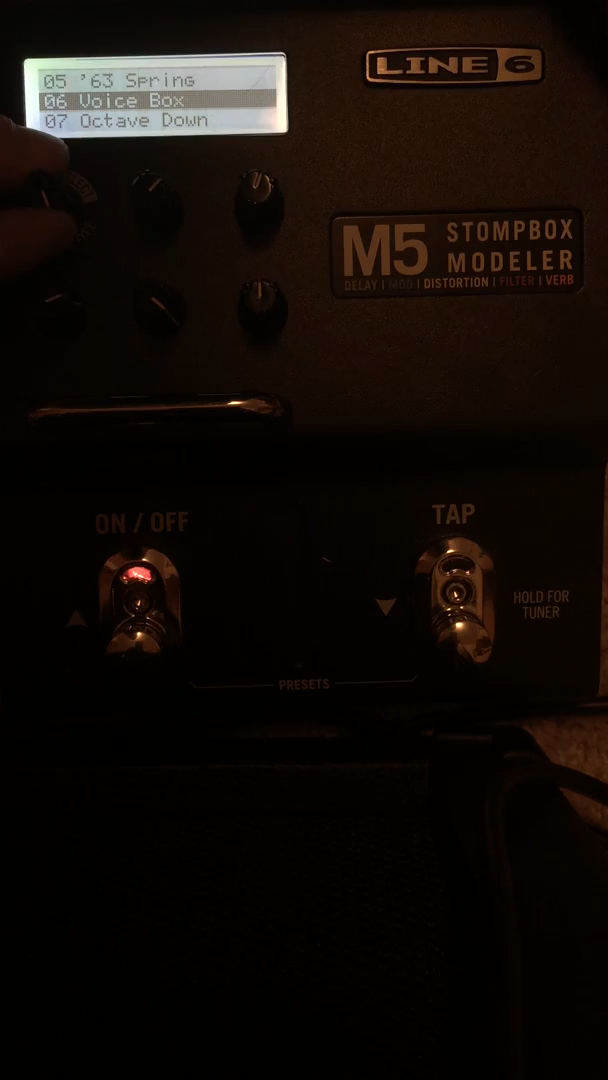 05 '63 Spring
06 Voice Box
07 Octave Down
LINE 6
M5 STOMPBOX
MODELER
DELAY | MOD | DISTORTION | FILTER | VERB
ON / OFF
TAP
HOLD FOR
TUNER
PRESETS